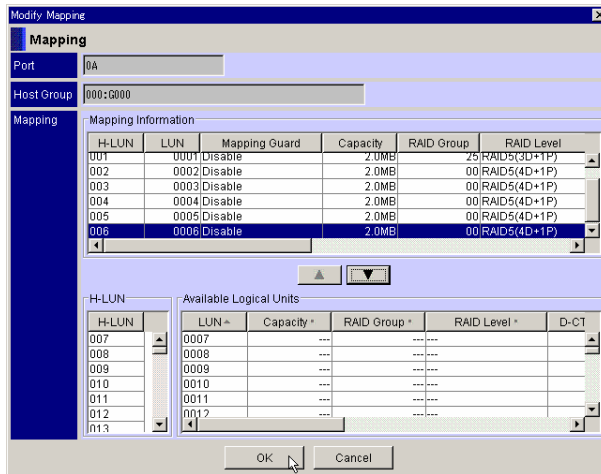 Modify Mapping
Mapping
Port 0A
Host Group 000:G000
Mapping Mapping Information
H-LUN LUN Mapping Guard Capacity RAID Group RAID Level
001 0001 Disable 2.0MB 25 RAID5(3D+1P)
002 0002 Disable 2.0MB 00 RAID5(4D+1P)
003 0003 Disable 2.0MB 00 RAID5(4D+1P)
004 0004 Disable 2.0MB 00 RAID5(4D+1P)
005 0005 Disable 2.0MB 00 RAID5(4D+1P)
006 0006 Disable 2.0MB 00 RAID5(4D+1P)
H-LUN Available Logical Units
H-LUN LUN Capacity RAID Group RAID Level D-CT
007 0007 --- --- ---
008 0008 --- --- ---
009 0009 --- --- ---
010 0010 --- --- ---
011 0011 --- --- ---
012 0012 --- --- ---
013
OK Cancel